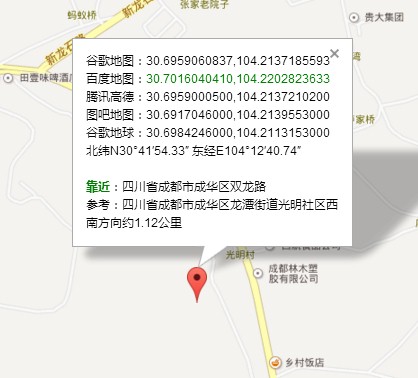 张家老院子
蚂蚁桥
新龙石路
贵大集团
谷歌地图：30.6959060837,104.2137185593
百度地图：30.7016040410,104.2202823633
腾讯高德：30.6959000500,104.2137210200
图吧地图：30.6917046000,104.2139553000
谷歌地球：30.6984246000,104.2113153000
北纬N30°41′54.33″ 东经E104°12′40.74″
田壹味啤酒
家桥
靠近：四川省成都市成华区双龙路
参考：四川省成都市成华区龙潭街道光明社区西
南方向约1.12公里
光明村
成都林木塑
胶有限公司
乡村饭店